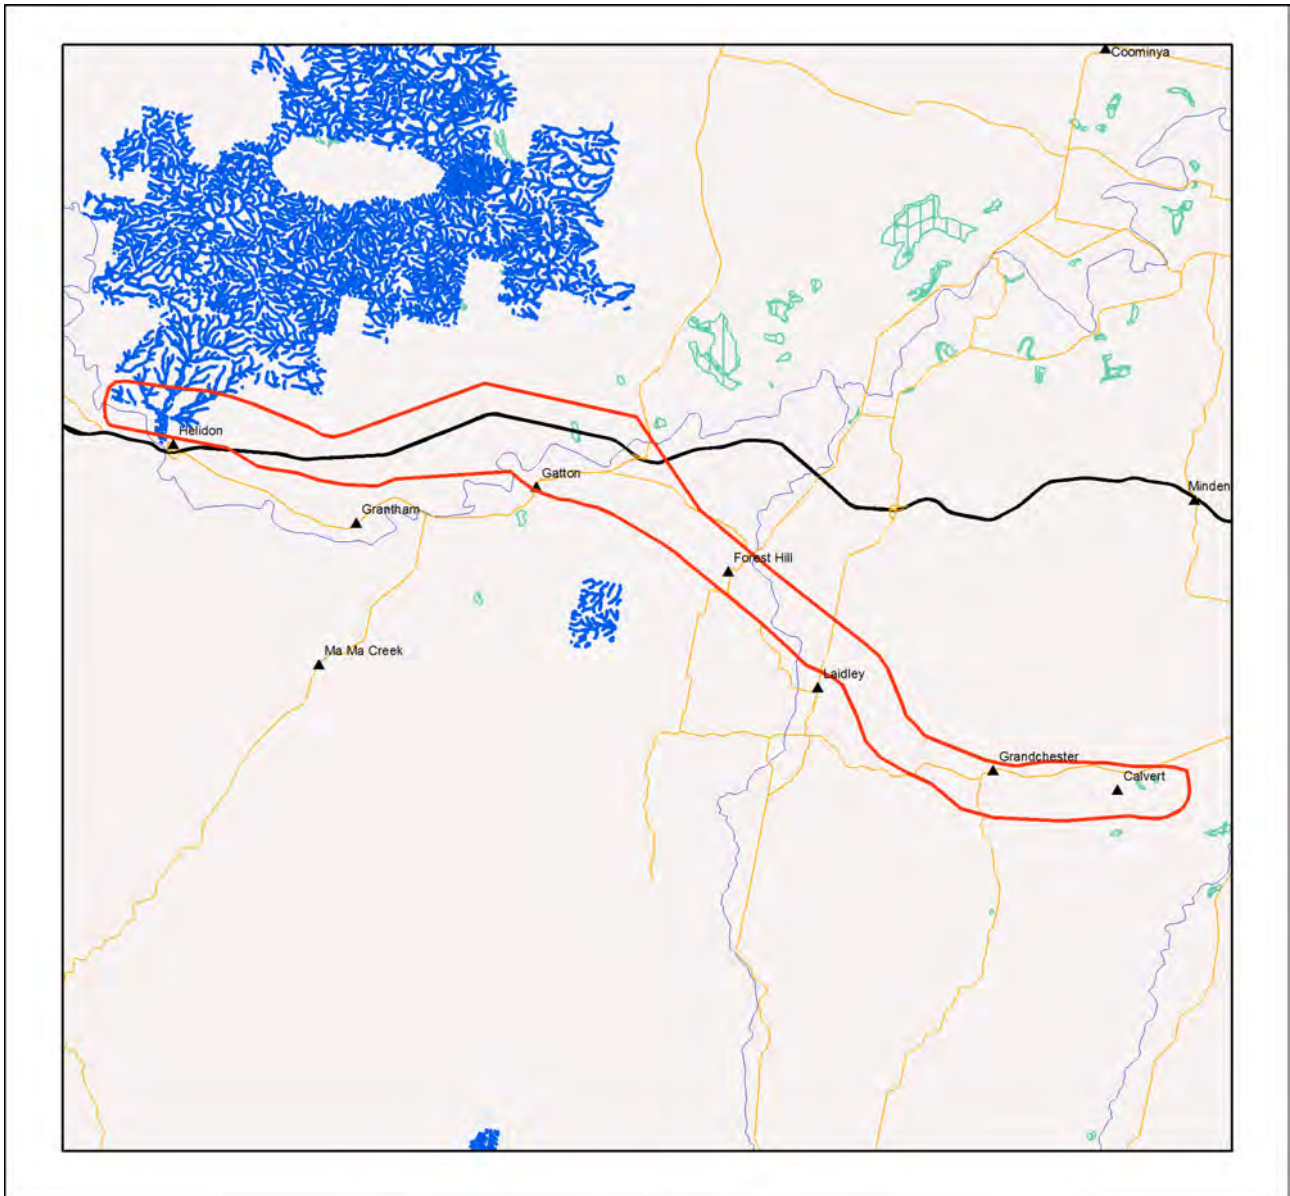 Coominya
Helidon
Gatton
Minden
Grantham
Forest Hill
Ma Ma Creek
Laidley
Grandchester
Calvert